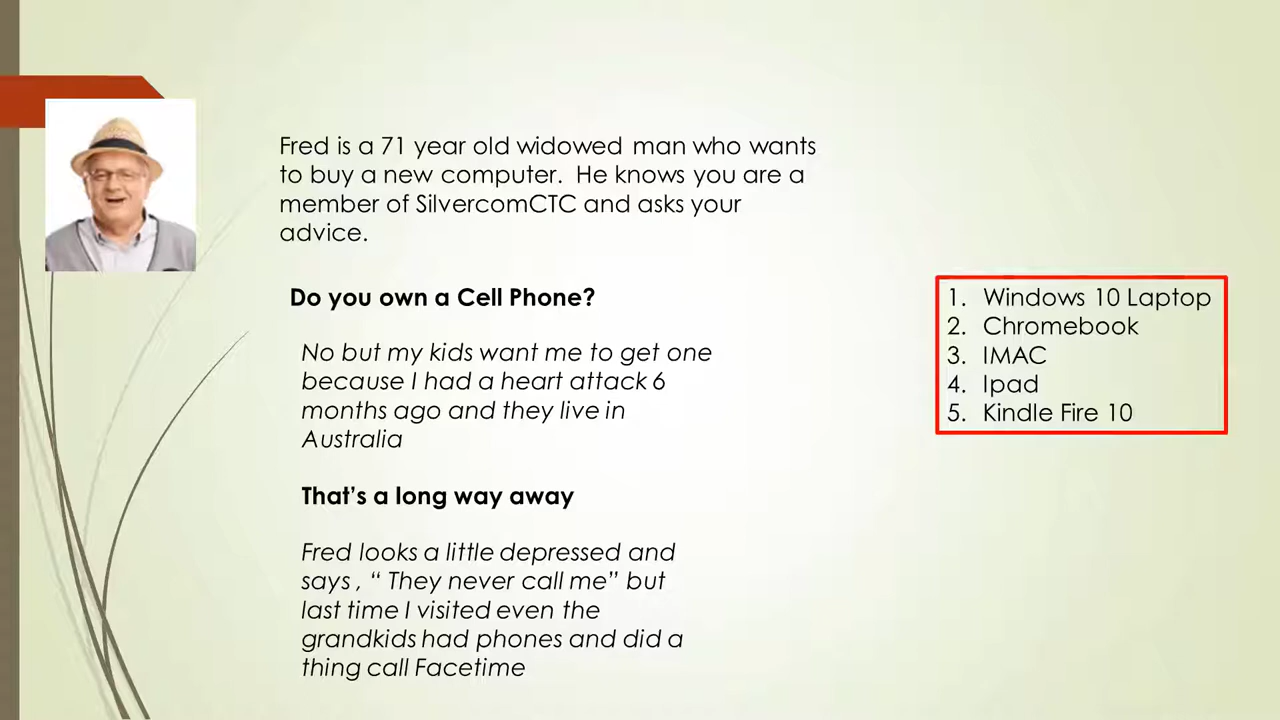 Fred is a 71 year old widowed man who wants
to buy a new computer. He knows you are a
member of SilvercomCTC and asks your
advice.
Do you own a Cell Phone?
No but my kids want me to get one
because I had a heart attack 6
months ago and they live in
Australia
That's a long way away
Fred looks a little depressed and
says , “ They never call me” but
last time I visited even the
grandkids had phones and did a
thing call Facetime
1. Windows 10 Laptop
2. Chromebook
3. IMAC
4. Ipad
5. Kindle Fire 10